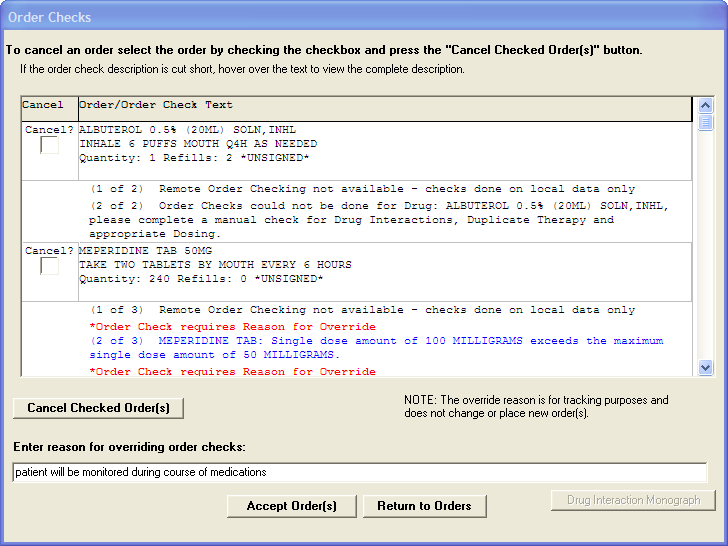 Order Checks
To cancel an order select the order by checking the checkbox and press the "Cancel Checked Order(s)" button.
If the order check description is cut short, hover over the text to view the complete description.
Cancel Order/Order Check Text
Cancel? ALBUTEROL 0.5% (20ML) SOLN,INHL
INHALE 6 PUFFS MOUTH Q4H AS NEEDED
Quantity: 1 Refills: 2 *UNSIGNED*
(1 of 2) Remote Order Checking not available - checks done on local data only
(2 of 2) Order Checks could not be done for Drug: ALBUTEROL 0.5% (20ML) SOLN,INHL,
please complete a manual check for Drug Interactions, Duplicate Therapy and
appropriate Dosing.
Cancel? MEPERIDINE TAB 50MG
TAKE TWO TABLETS BY MOUTH EVERY 6 HOURS
Quantity: 240 Refills: 0 *UNSIGNED*
(1 of 3) Remote Order Checking not available - checks done on local data only
*Order Check requires Reason for Override
(2 of 3) MEPERIDINE TAB: Single dose amount of 100 MILLIGRAMS exceeds the maximum
single dose amount of 50 MILLIGRAMS.
*Order Check requires Reason for Override
Cancel Checked Order(s)
NOTE: The override reason is for tracking purposes and
does not change or place new order(s).
Enter reason for overriding order checks:
patient will be monitored during course of medications
Accept Order(s) Return to Orders Drug Interaction Monograph